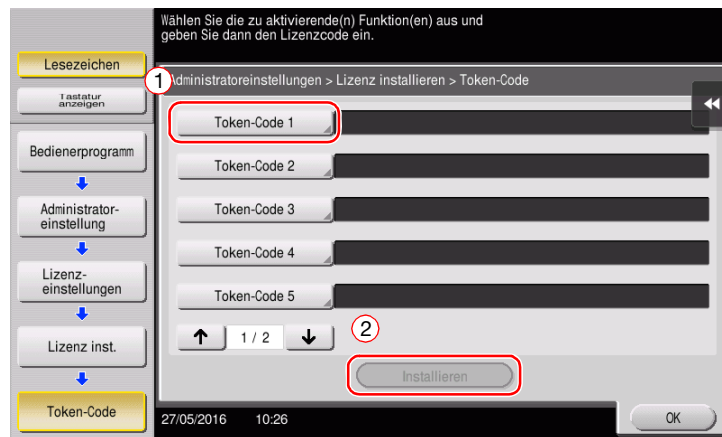 Wählen Sie die zu aktivierende(n) Funktion(en) aus und
geben Sie dann den Lizenzcode ein.
Lesezeichen
Tastatur
anzeigen
Bedienerprogramm
Administrator-
einstellung
Lizenz-
einstellungen
Lizenz inst.
Token-Code
1
Administratoreinstellungen > Lizenz installieren > Token-Code
Token-Code 1
Token-Code 2
Token-Code 3
Token-Code 4
Token-Code 5
1 / 2
2
Installieren
27/05/2016 10:26
OK